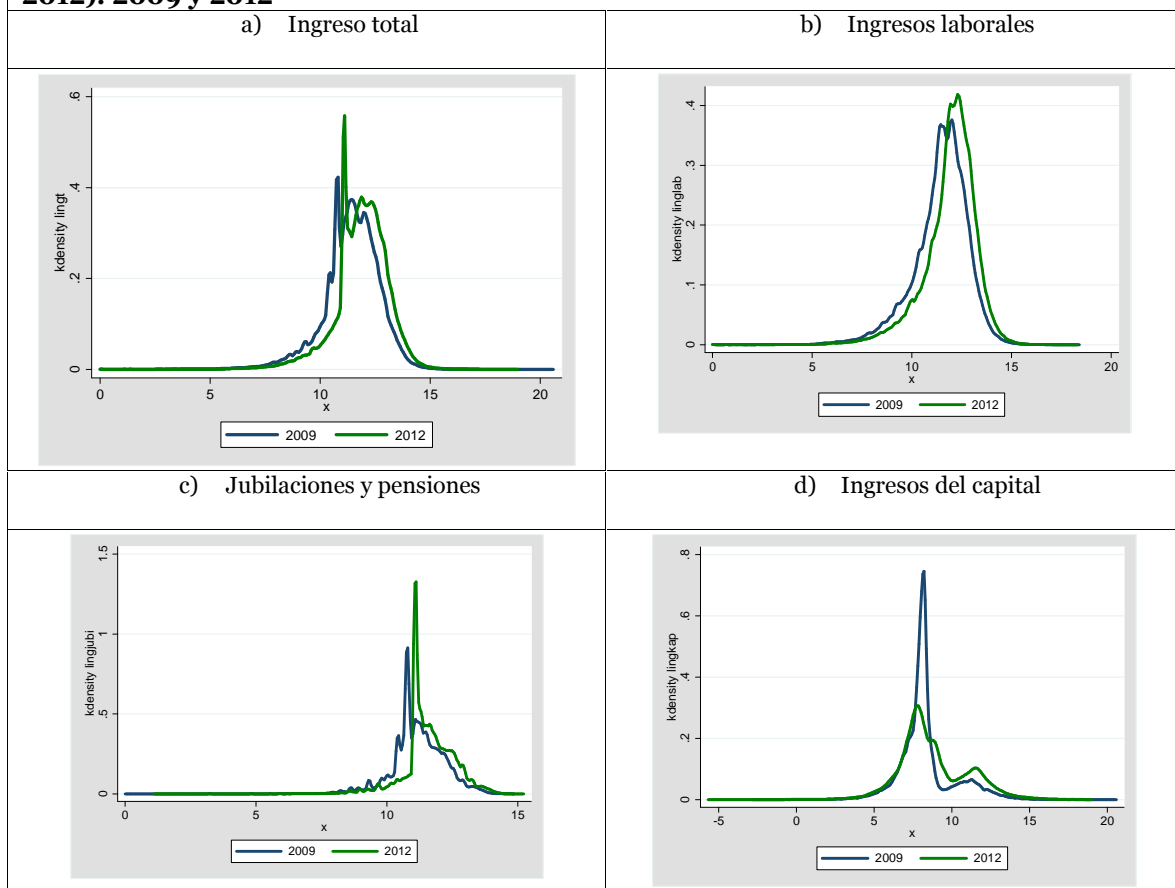 2012). 2009 y 2012
a) Ingreso total
b) Ingresos laborales
.6
.4
.2
0
kdensity lingt
0 5 10 15 20
x
2009 2012
.4
.3
.2
.1
0
kdensity linglab
0 5 10 15 20
x
2009 2012
c) Jubilaciones y pensiones
d) Ingresos del capital
1.5
1
.5
0
kdensity lingjubi
0 5 10 15
x
2009 2012
.8
.6
.4
.2
0
kdensity lingkap
-5 0 5 10 15 20
x
2009 2012